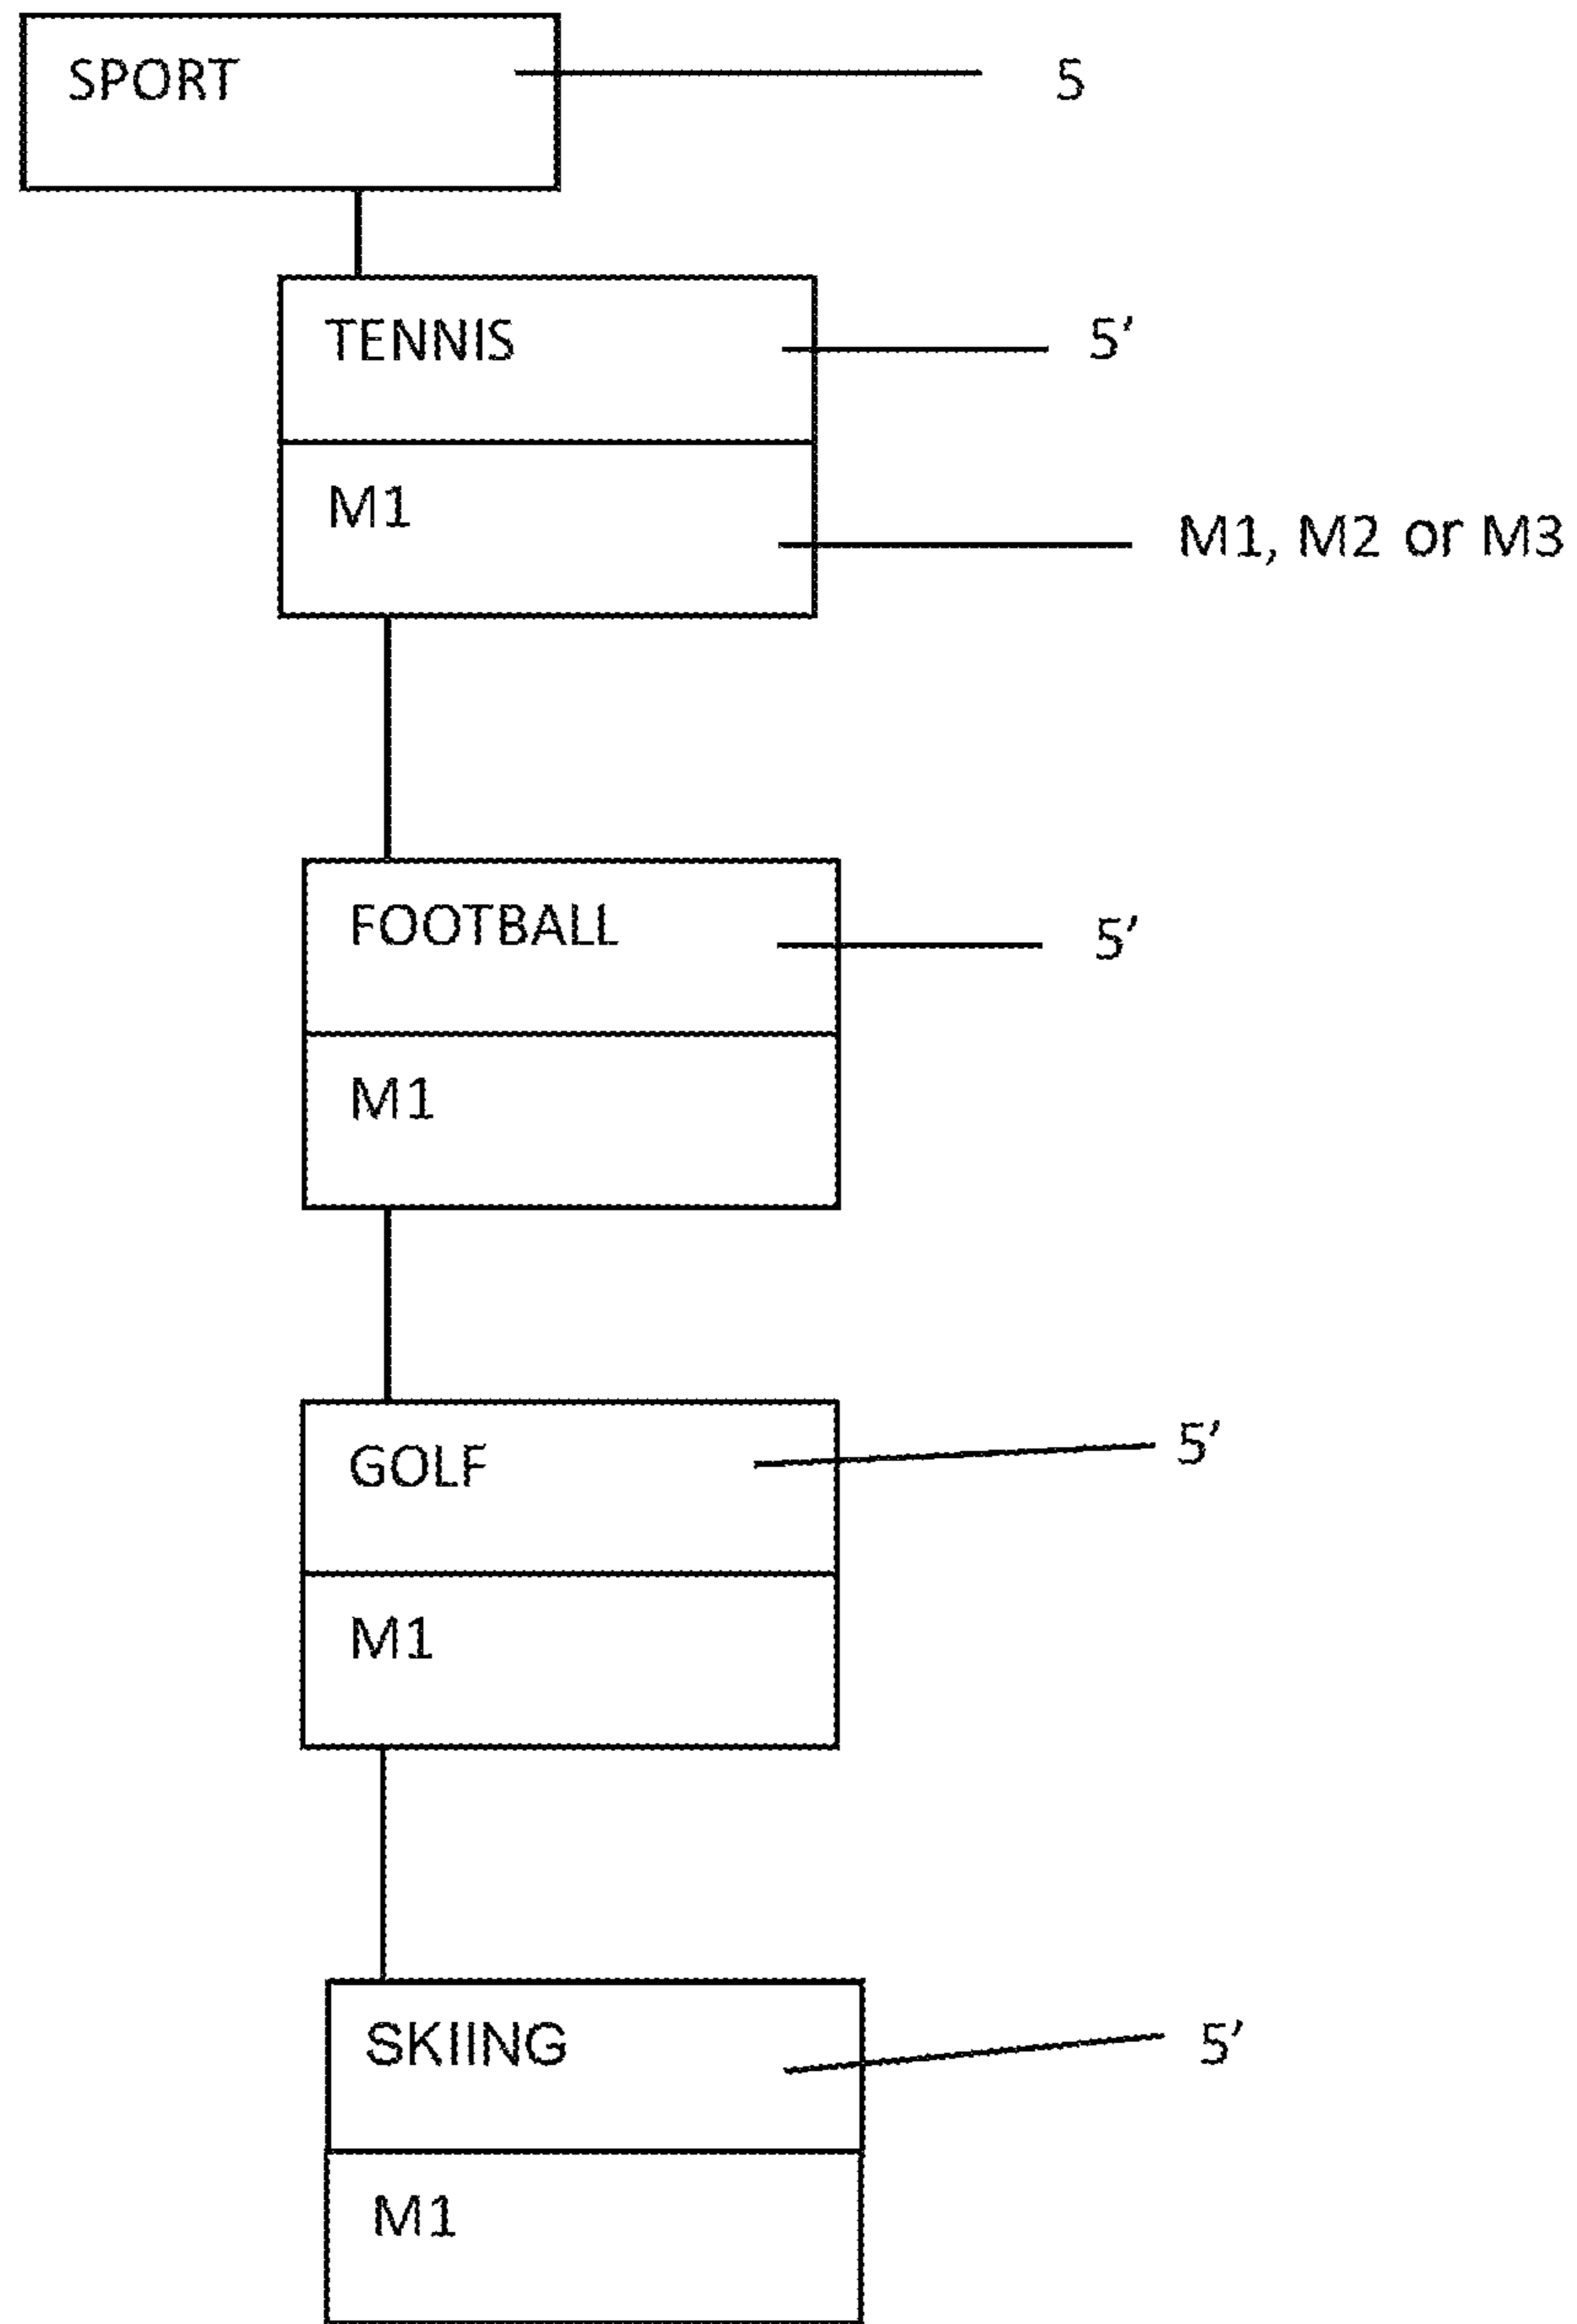 SPORT 5
TENNIS 5'
M1
M1, M2 or M3
FOOTBALL 5'
M1
GOLF 5'
M1
SKIING 5'
M1